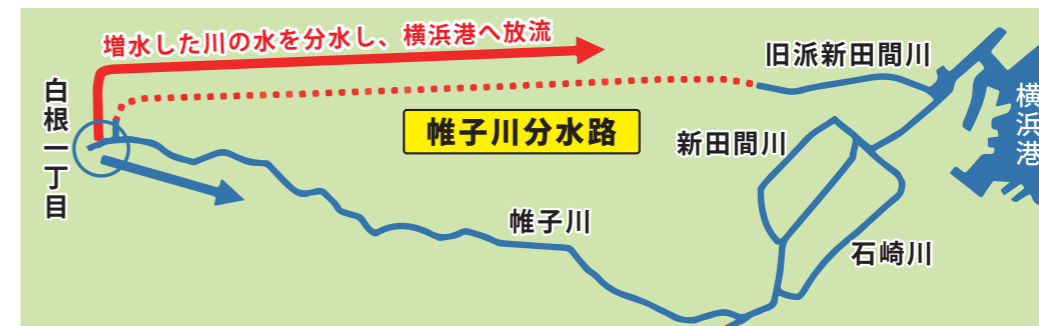 増水した川の水を分水し、横浜港へ放流
旧派新田間川
白根一丁目
帷子川分水路
新田間川
横浜港
帷子川
石崎川